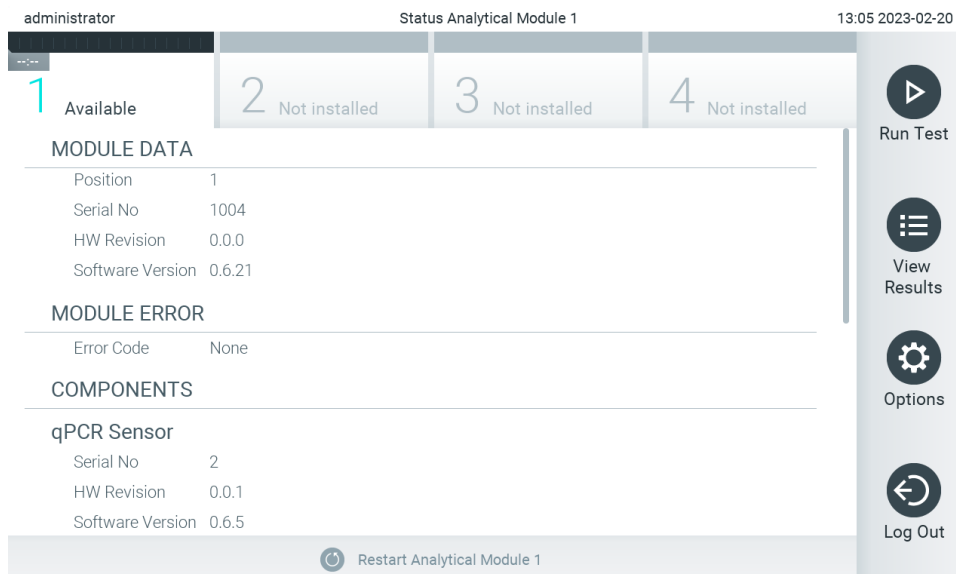 administrator Status Analytical Module 1 13:05 2023-02-20
--:--
1 Available 2 Not installed 3 Not installed 4 Not installed
Run Test
MODULE DATA
Position 1
Serial No 1004
HW Revision 0.0.0
Software Version 0.6.21
View
Results
MODULE ERROR
Error Code None
Options
COMPONENTS
qPCR Sensor
Serial No 2
HW Revision 0.0.1
Software Version 0.6.5
Log Out
Restart Analytical Module 1